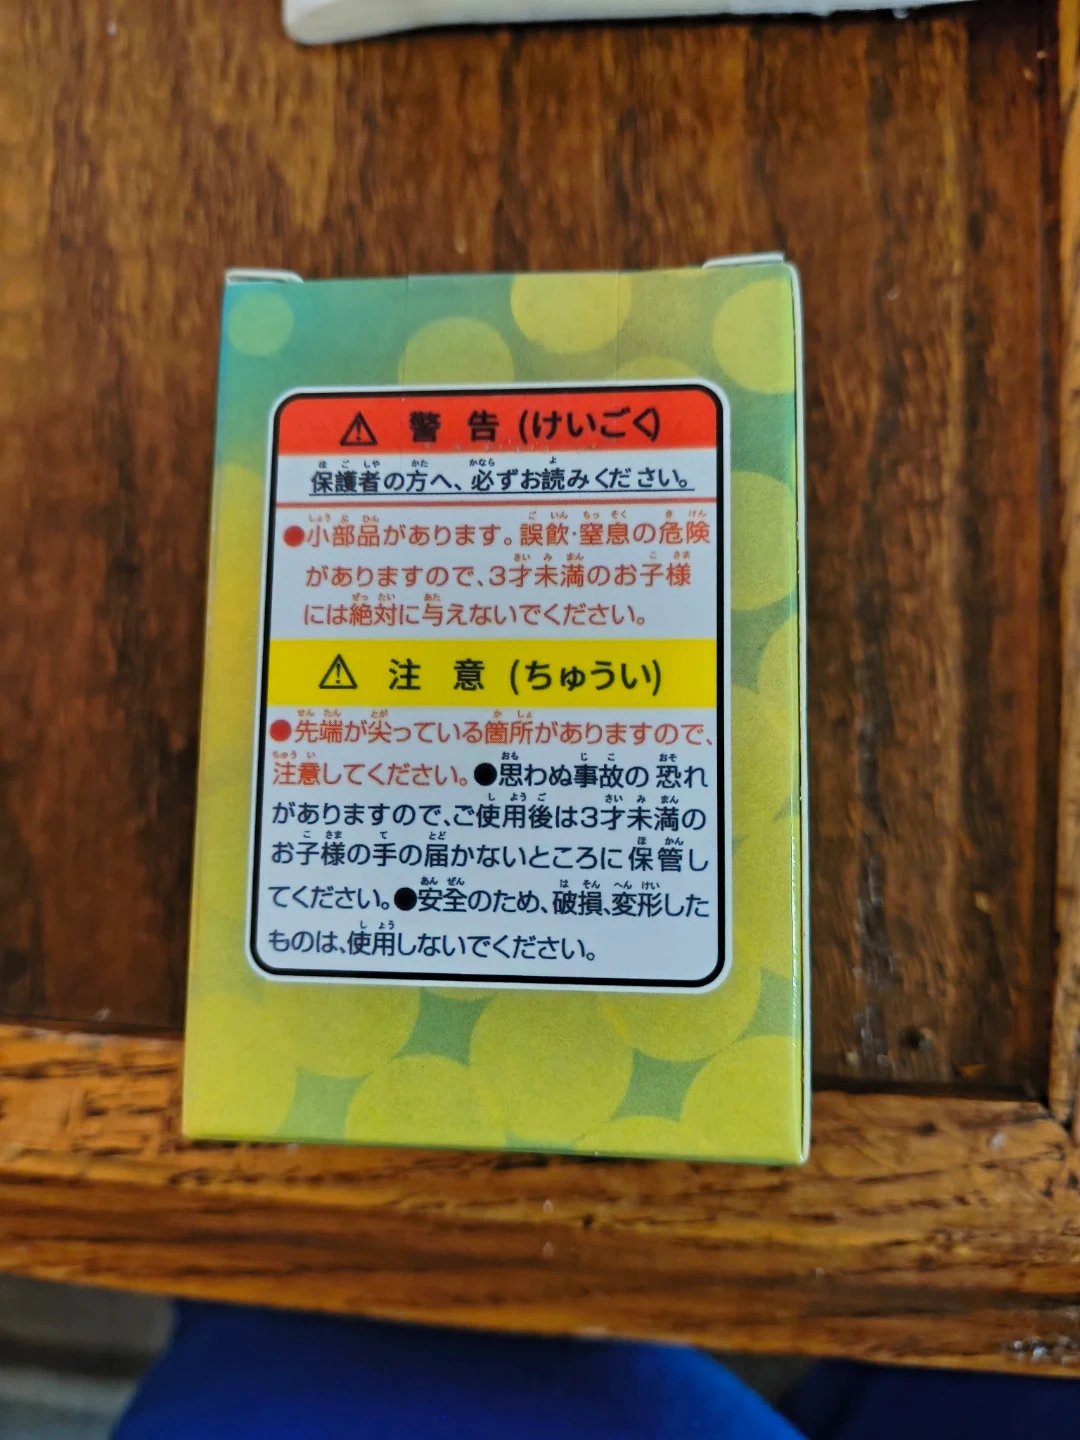 ⚠ 警告 (けいごく)
保護者の方へ、必ずお読みください。
●小部品があります。誤飲・窒息の危険
がありますので、3才未満のお子様
には絶対に与えないでください。
⚠ 注意 (ちゅうい)
●先端が尖っている箇所がありますので、
注意してください。●思わぬ事故の恐れ
がありますので、ご使用後は3才未満の
お子様の手の届かないところに保管し
てください。●安全のため、破損、変形した
ものは、使用しないでください。